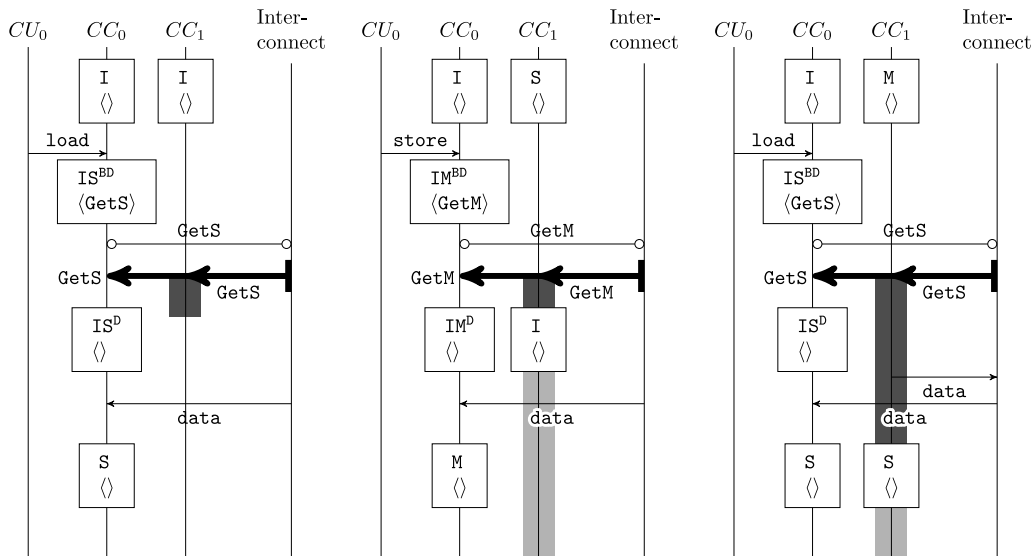 Inter-
CU0 CC0 CC1 connect
I
⟨⟩
I
⟨⟩
load
IS^BD
⟨GetS⟩
GetS
GetS
GetS
IS^D
⟨⟩
data
S
⟨⟩
Inter-
CU0 CC0 CC1 connect
I
⟨⟩
S
⟨⟩
store
IM^BD
⟨GetM⟩
GetM
GetM
GetM
IM^D
⟨⟩
I
⟨⟩
data
M
⟨⟩
Inter-
CU0 CC0 CC1 connect
I
⟨⟩
M
⟨⟩
load
IS^BD
⟨GetS⟩
GetS
GetS
GetS
IS^D
⟨⟩
data
data
S
⟨⟩
S
⟨⟩